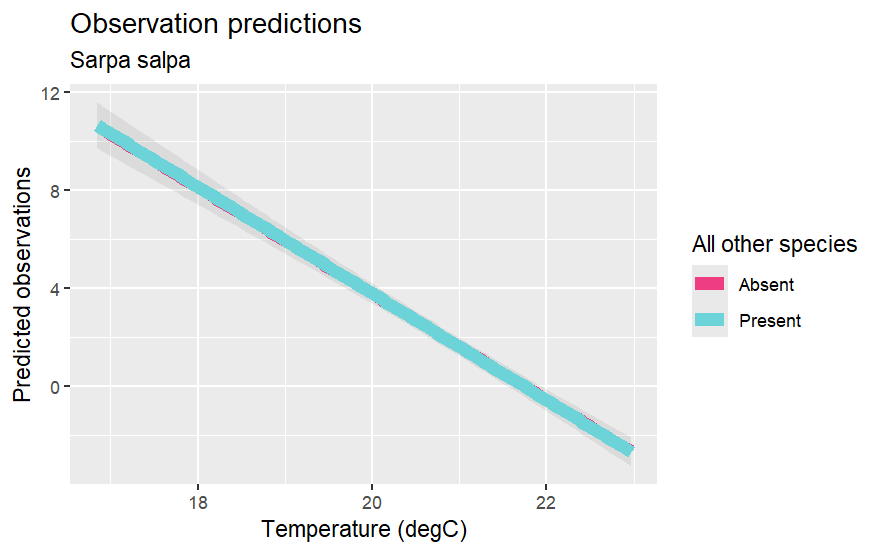 Observation predictions
Sarpa salpa
12
8
4
0
Predicted observations
18
20
22
Temperature (degC)
All other species
Absent
Present